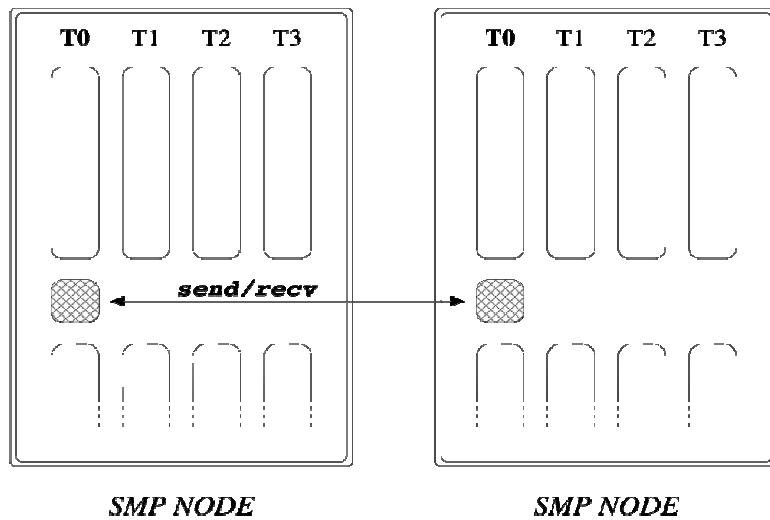 T0 T1 T2 T3
T0 T1 T2 T3
send/recv
SMP NODE
SMP NODE